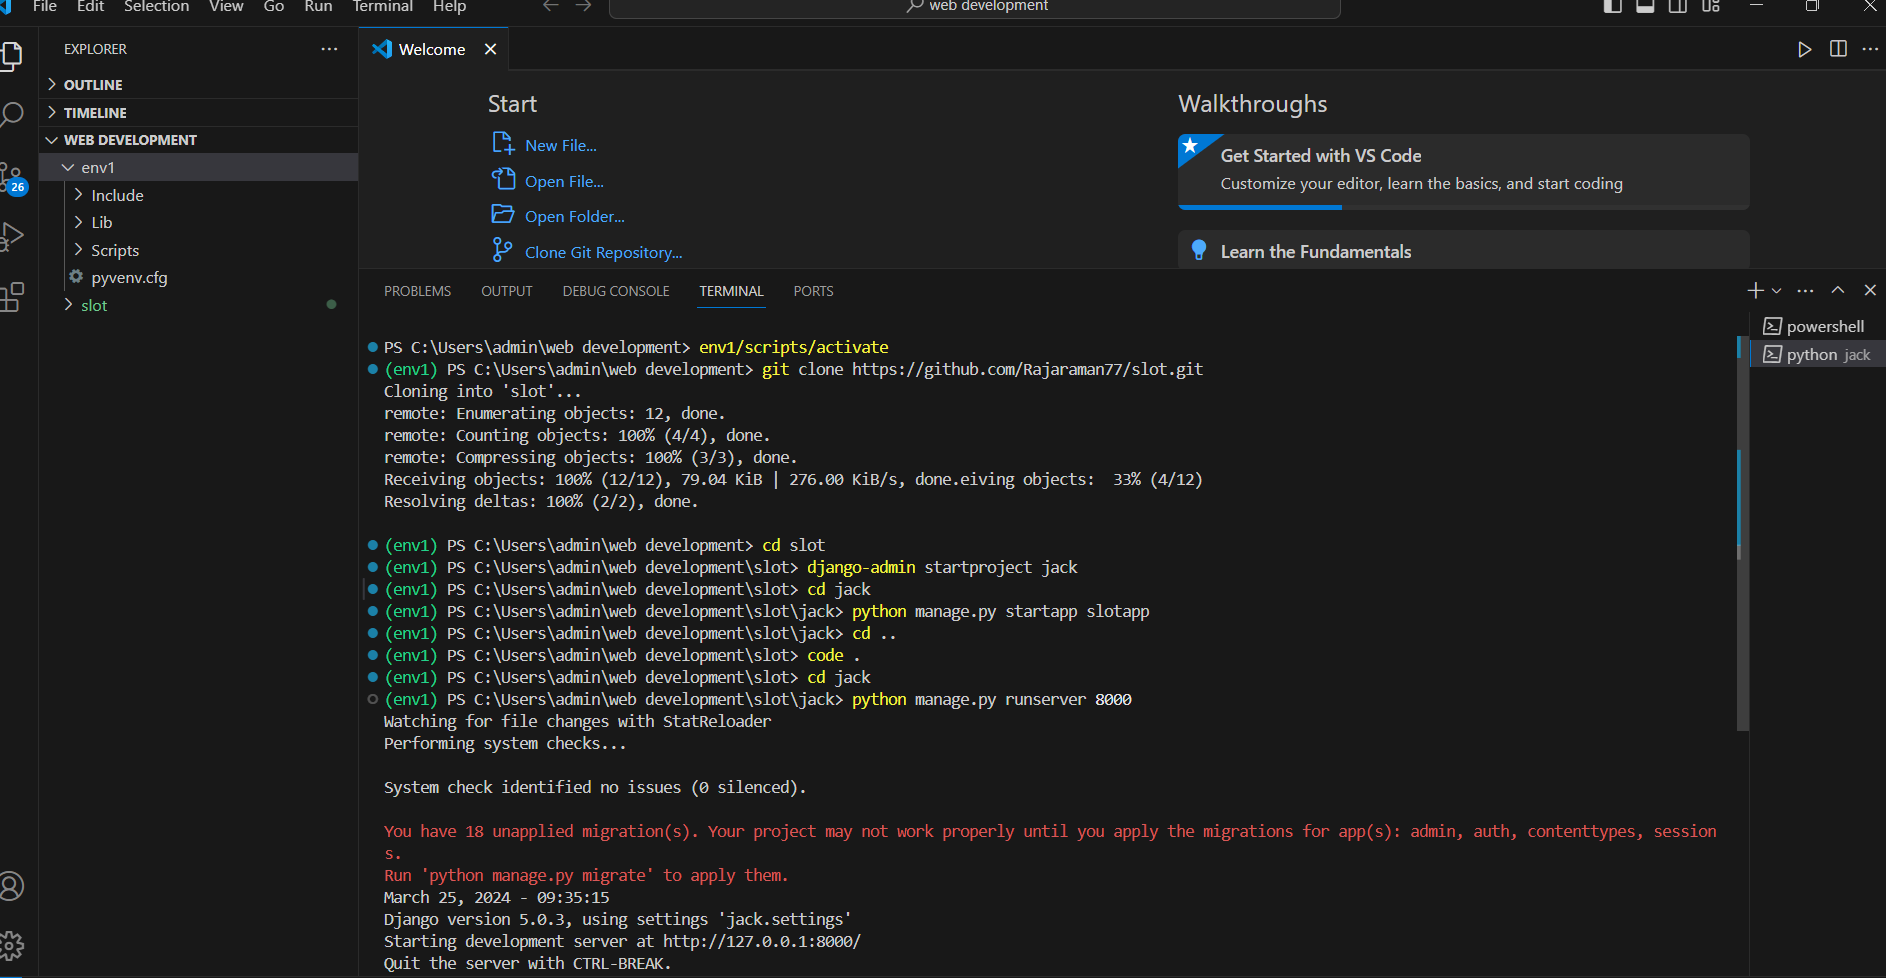 File Edit Selection View Go Run Terminal Help
web development
EXPLORER
OUTLINE
TIMELINE
WEB DEVELOPMENT
env1
Include
Lib
Scripts
pyvenv.cfg
slot
26
Welcome
Start
New File...
Open File...
Open Folder...
Clone Git Repository...
Walkthroughs
Get Started with VS Code
Customize your editor, learn the basics, and start coding
Learn the Fundamentals
PROBLEMS OUTPUT DEBUG CONSOLE TERMINAL PORTS
powershell
python jack
PS C:\Users\admin\web development> env1/scripts/activate
(env1) PS C:\Users\admin\web development> git clone https://github.com/Rajaraman77/slot.git
Cloning into 'slot'...
remote: Enumerating objects: 12, done.
remote: Counting objects: 100% (4/4), done.
remote: Compressing objects: 100% (3/3), done.
Receiving objects: 100% (12/12), 79.04 KiB | 276.00 KiB/s, done.eiving objects:  33% (4/12)
Resolving deltas: 100% (2/2), done.
(env1) PS C:\Users\admin\web development> cd slot
(env1) PS C:\Users\admin\web development\slot> django-admin startproject jack
(env1) PS C:\Users\admin\web development\slot> cd jack
(env1) PS C:\Users\admin\web development\slot\jack> python manage.py startapp slotapp
(env1) PS C:\Users\admin\web development\slot\jack> cd ..
(env1) PS C:\Users\admin\web development\slot> code .
(env1) PS C:\Users\admin\web development\slot> cd jack
(env1) PS C:\Users\admin\web development\slot\jack> python manage.py runserver 8000
Watching for file changes with StatReloader
Performing system checks...
System check identified no issues (0 silenced).
You have 18 unapplied migration(s). Your project may not work properly until you apply the migrations for app(s): admin, auth, contenttypes, session
s.
Run 'python manage.py migrate' to apply them.
March 25, 2024 - 09:35:15
Django version 5.0.3, using settings 'jack.settings'
Starting development server at http://127.0.0.1:8000/
Quit the server with CTRL-BREAK.